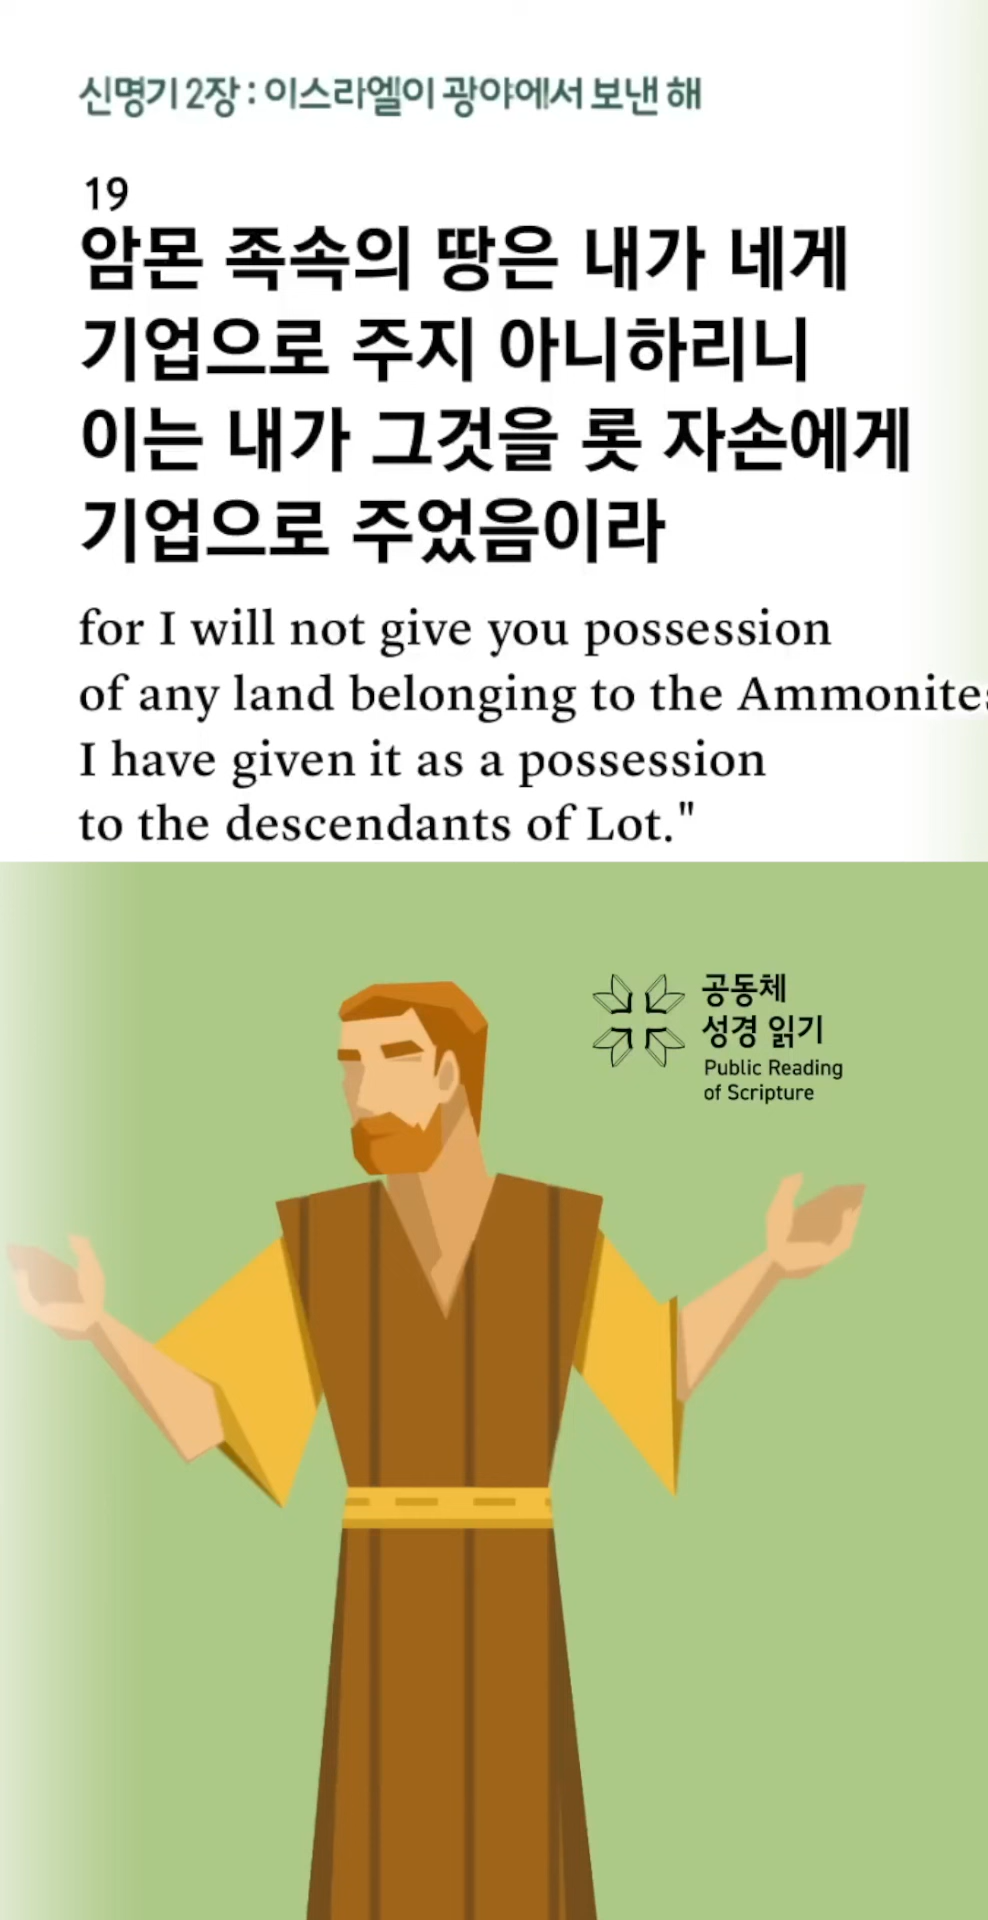 신명기 2장 : 이스라엘이 광야에서 보낸 해
19
암몬 족속의 땅은 내가 네게
기업으로 주지 아니하리니
이는 내가 그것을 롯 자손에게
기업으로 주었음이라
for I will not give you possession
of any land belonging to the Ammonites
I have given it as a possession
to the descendants of Lot."
공동체
성경 읽기
Public Reading
of Scripture